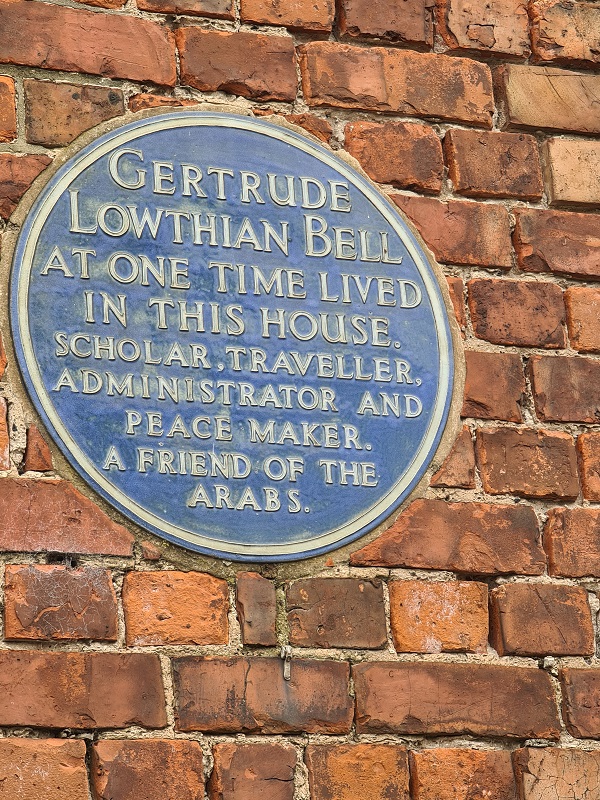 GERTRUDE
LOWTHIAN BELL
AT ONE TIME LIVED
IN THIS HOUSE.
SCHOLAR, TRAVELLER,
ADMINISTRATOR AND
PEACE MAKER.
A FRIEND OF THE
ARABS.